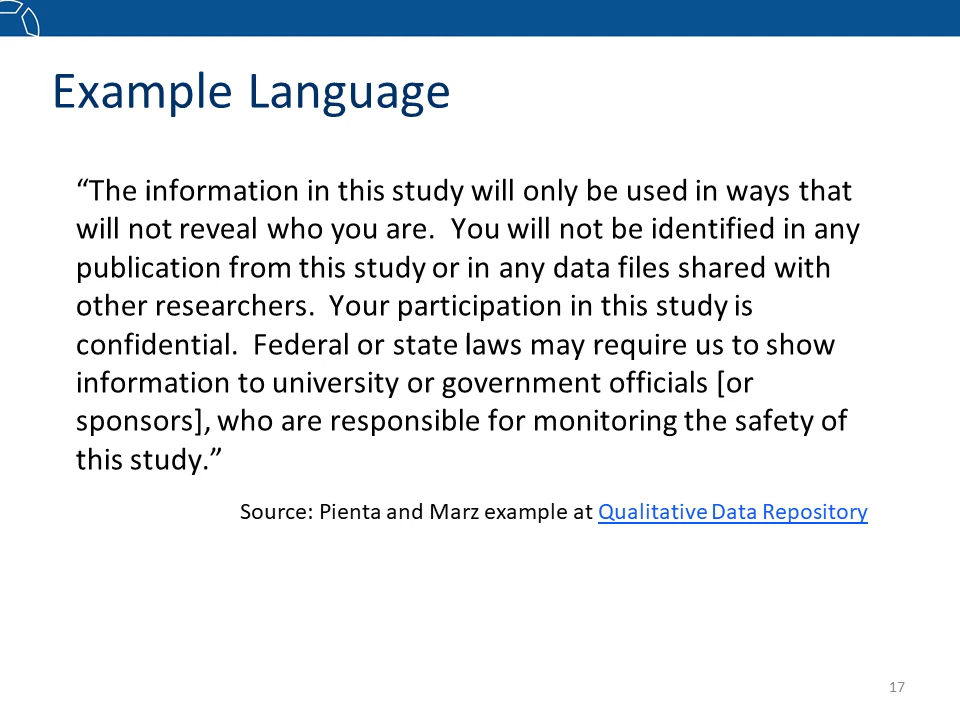 Example Language
“The information in this study will only be used in ways that
will not reveal who you are.  You will not be identified in any
publication from this study or in any data files shared with
other researchers.  Your participation in this study is
confidential.  Federal or state laws may require us to show
information to university or government officials [or
sponsors], who are responsible for monitoring the safety of
this study.”
Source: Pienta and Marz example at Qualitative Data Repository
17